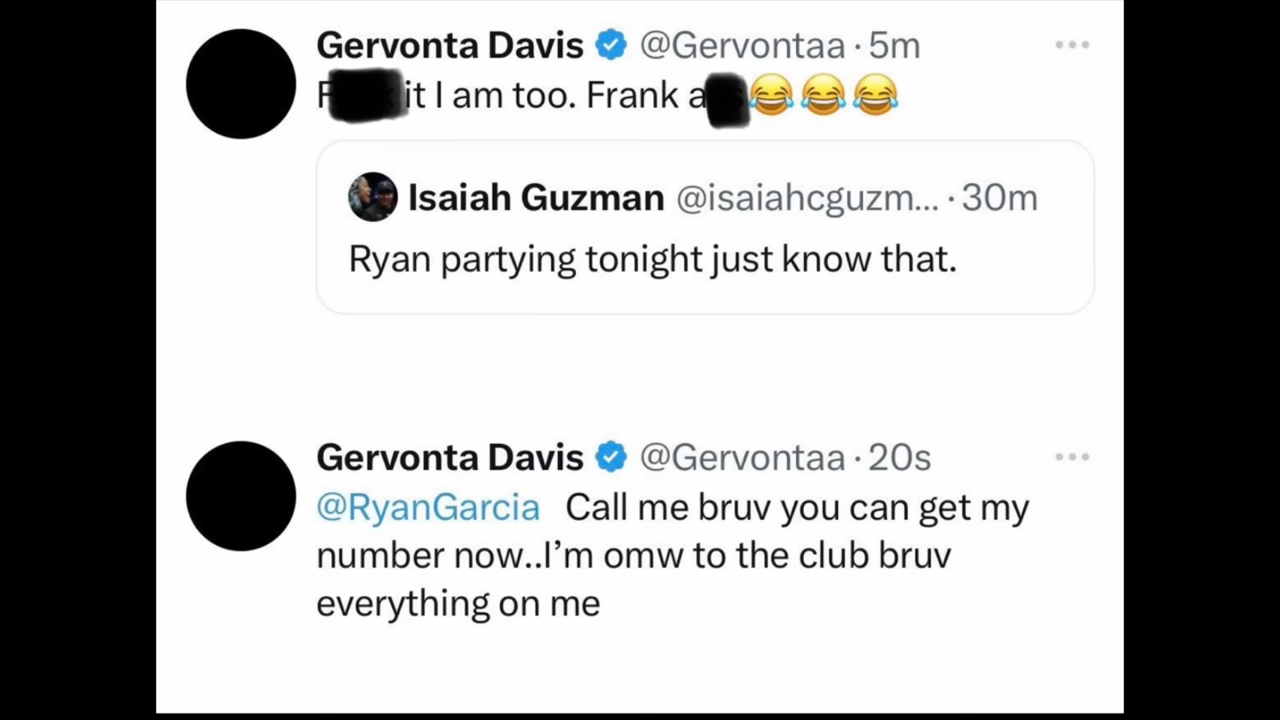 Gervonta Davis @Gervontaa · 5m
it I am too. Frank 😂😂😂
Isaiah Guzman @isaiahcguzm... · 30m
Ryan partying tonight just know that.
Gervonta Davis @Gervontaa · 20s
@RyanGarcia Call me bruv you can get my
number now..I’m omw to the club bruv
everything on me